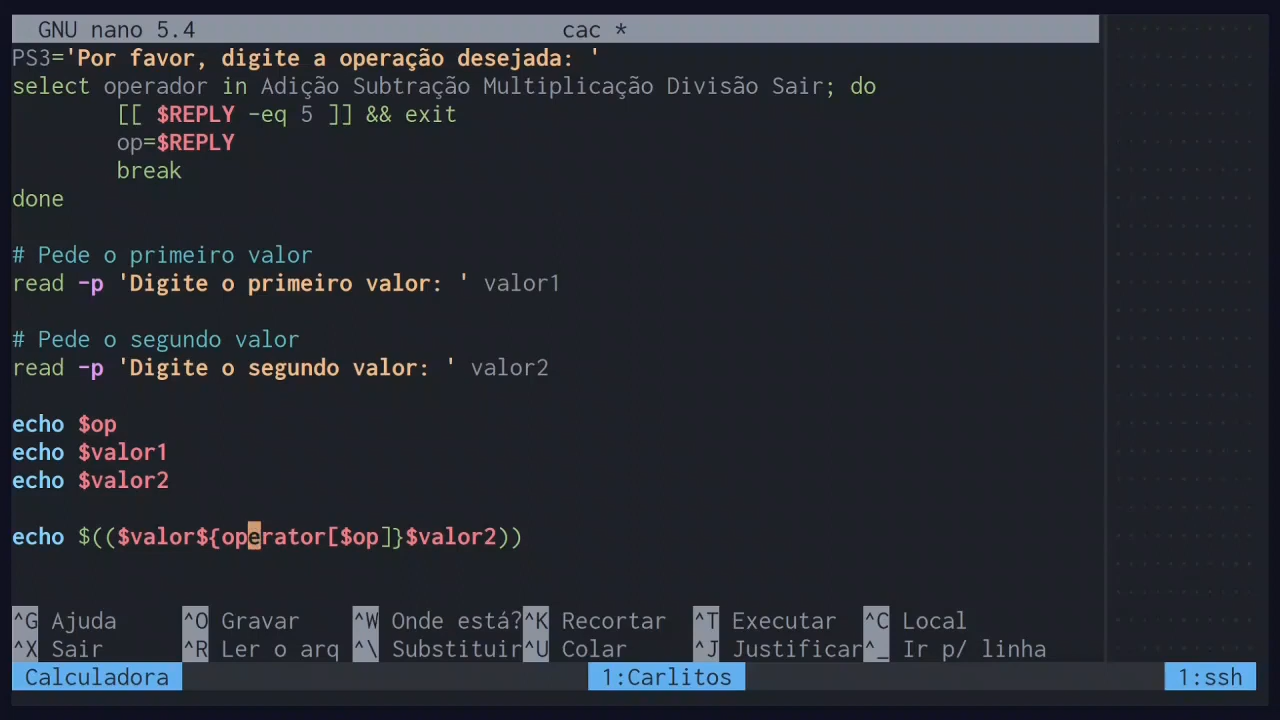 GNU nano 5.4 cac *
PS3='Por favor, digite a operação desejada: '
select operador in Adição Subtração Multiplicação Divisão Sair; do
[[ $REPLY -eq 5 ]] && exit
op=$REPLY
break
done
# Pede o primeiro valor
read -p 'Digite o primeiro valor: ' valor1
# Pede o segundo valor
read -p 'Digite o segundo valor: ' valor2
echo $op
echo $valor1
echo $valor2
echo $(($valor${operator[$op]}$valor2))
^G Ajuda ^O Gravar ^W Onde está? ^K Recortar ^T Executar ^C Local
^X Sair ^R Ler o arq ^\ Substituir ^U Colar ^J Justificar ^_ Ir p/ linha
Calculadora 1:Carlitos 1:ssh